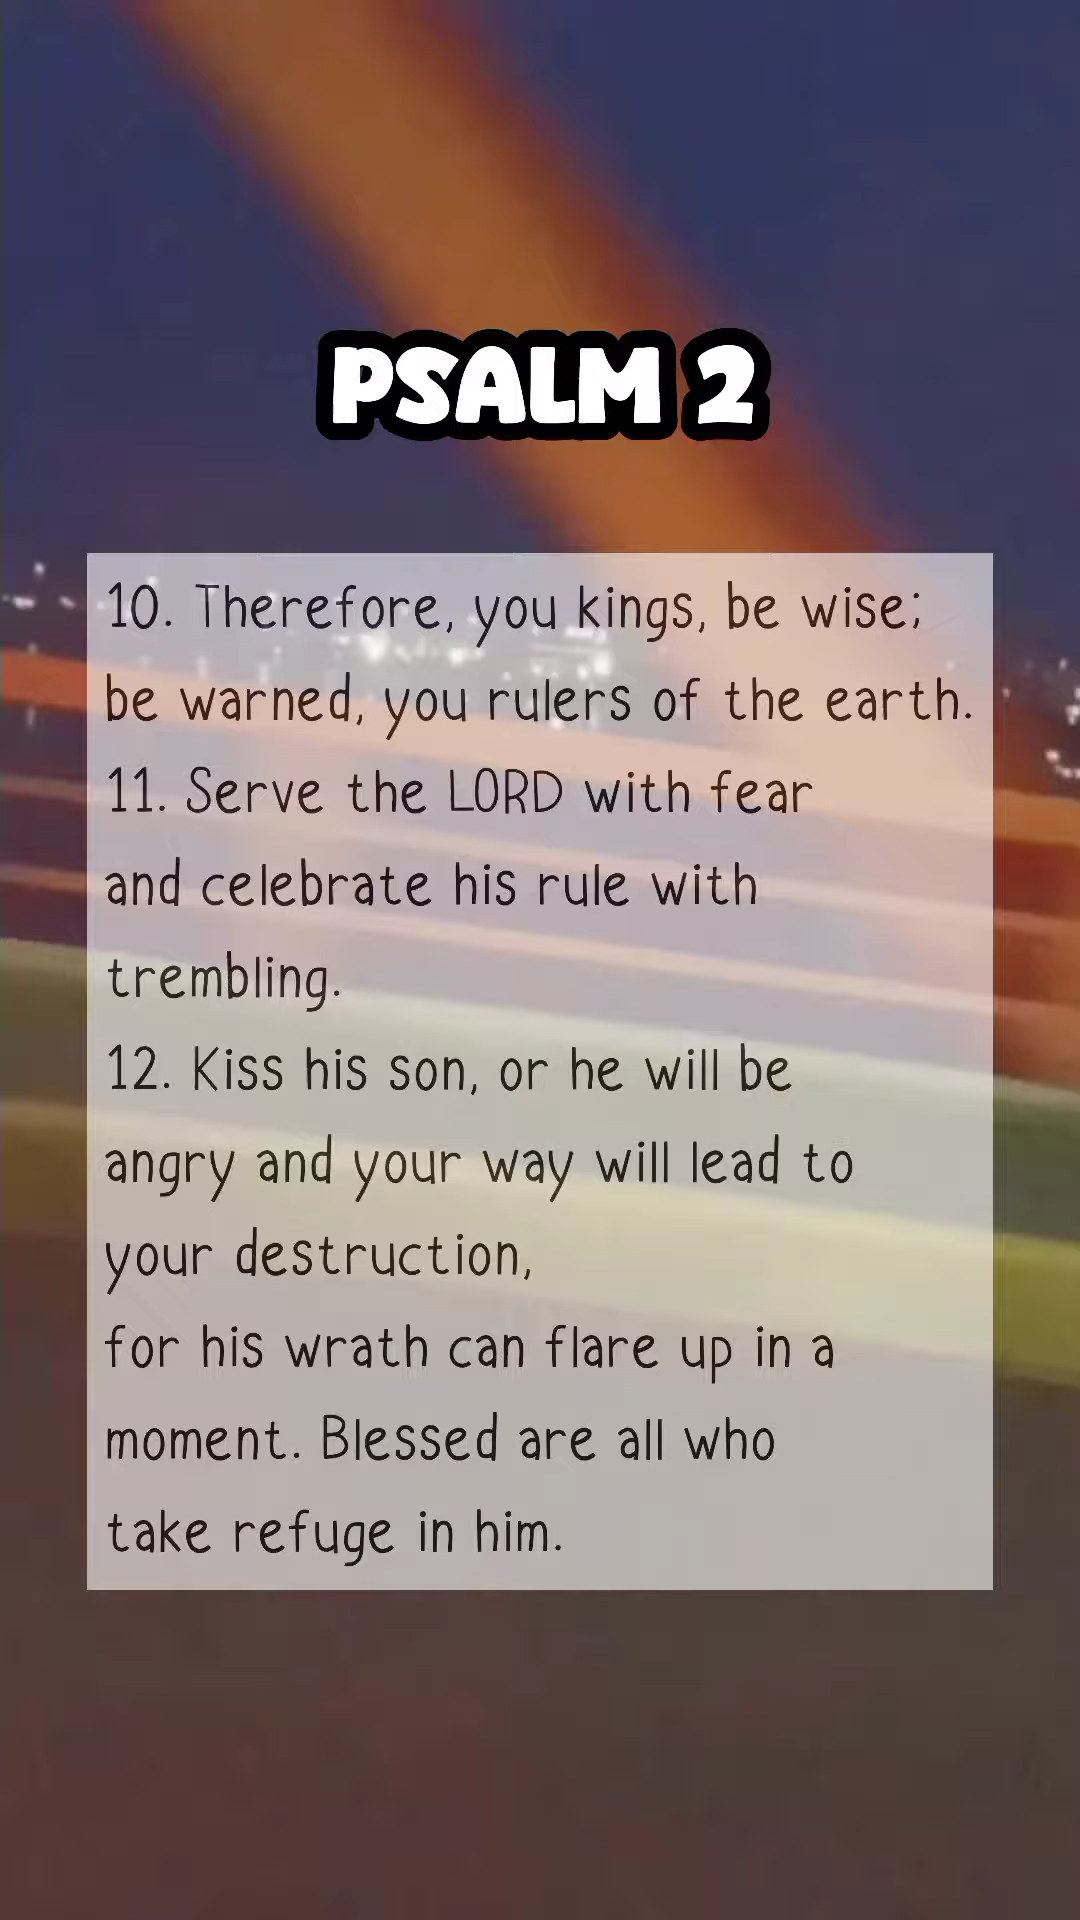 PSALM 2
10. Therefore, you kings, be wise;
be warned, you rulers of the earth.
11. Serve the LORD with fear
and celebrate his rule with
trembling.
12. Kiss his son, or he will be
angry and your way will lead to
your destruction,
for his wrath can flare up in a
moment. Blessed are all who
take refuge in him.